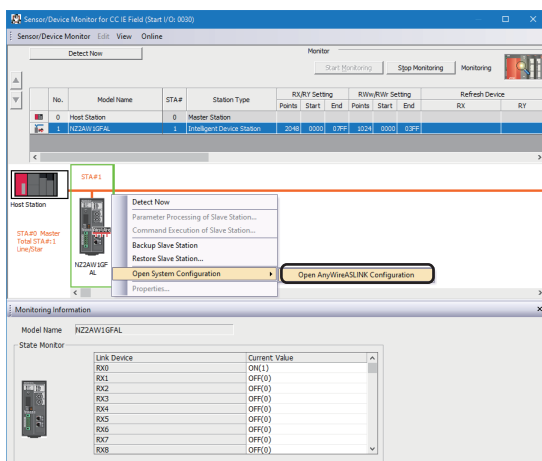 Sensor/Device Monitor for CC IE Field (Start I/O: 0030)
Sensor/Device Monitor Edit View Online
Detect Now
Monitor
Start Monitoring Stop Monitoring Monitoring
No. Model Name STA# Station Type RX/RY Setting RWw/RWr Setting Refresh Device
Points Start End Points Start End RX RY
0 Host Station 0 Master Station
1 NZ2AW1GFAL 1 Intelligent Device Station 2048 0000 07FF 1024 0000 03FF
STA#1
Host Station
STA#0 Master
Total STA#:1
Line/Star
NZ2AW1GF
AL
Detect Now
Parameter Processing of Slave Station...
Command Execution of Slave Station...
Backup Slave Station
Restore Slave Station...
Open System Configuration
Open AnyWireASLINK Configuration
Properties...
Monitoring Information
Model Name NZ2AW1GFAL
State Monitor
Link Device Current Value
RX0 ON(1)
RX1 OFF(0)
RX2 OFF(0)
RX3 OFF(0)
RX4 OFF(0)
RX5 OFF(0)
RX6 OFF(0)
RX7 OFF(0)
RX8 OFF(0)